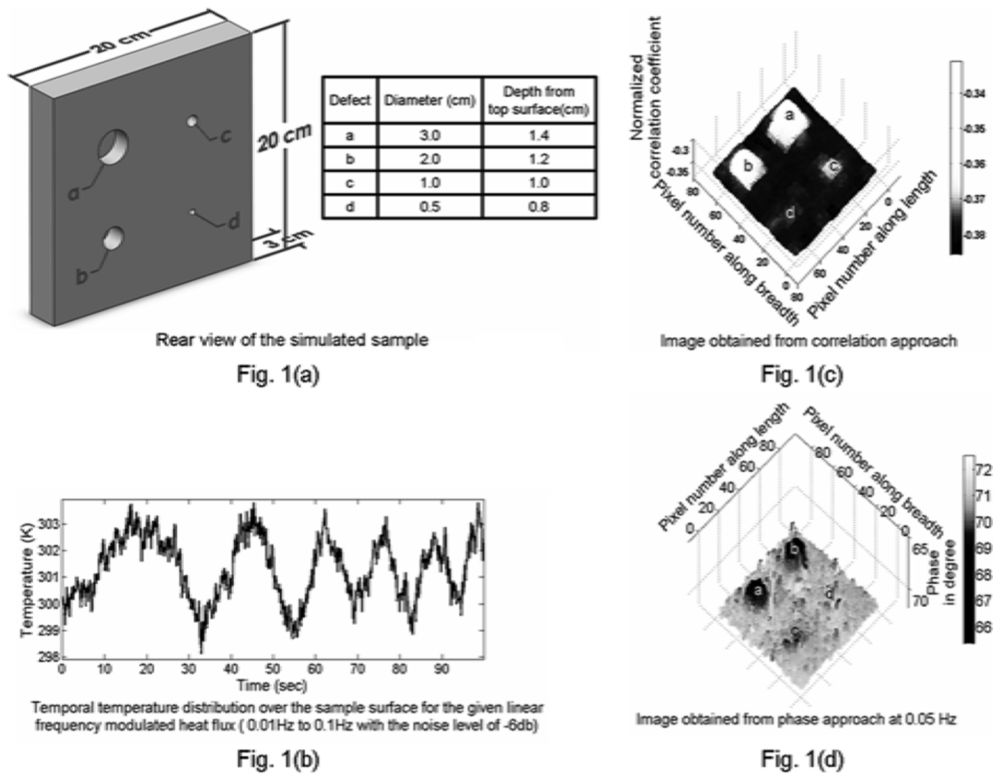 20 cm
20 cm
3 cm
a
b
c
d
Defect Diameter (cm) Depth from top surface(cm)
a 3.0 1.4
b 2.0 1.2
c 1.0 1.0
d 0.5 0.8
Rear view of the simulated sample
Fig. 1(a)
Normalized
correlation coefficient
-0.3
-0.35
a
b
c
d
80
60
40
20
0
Pixel number along breadth
0
20
40
60
80
Pixel number along length
-0.34
-0.35
-0.36
-0.37
-0.38
Image obtained from correlation approach
Fig. 1(c)
Temperature (K)
303
302
301
300
299
298
0 10 20 30 40 50 60 70 80 90
Time (sec)
Temporal temperature distribution over the sample surface for the given linear
frequency modulated heat flux ( 0.01Hz to 0.1Hz with the noise level of -6db)
Fig. 1(b)
Pixel number along length
80
60
40
20
0
Pixel number along breadth
80
60
40
20
0
65
70
Phase
in degree
b
a
d
c
72
71
70
69
68
67
66
Image obtained from phase approach at 0.05 Hz
Fig. 1(d)